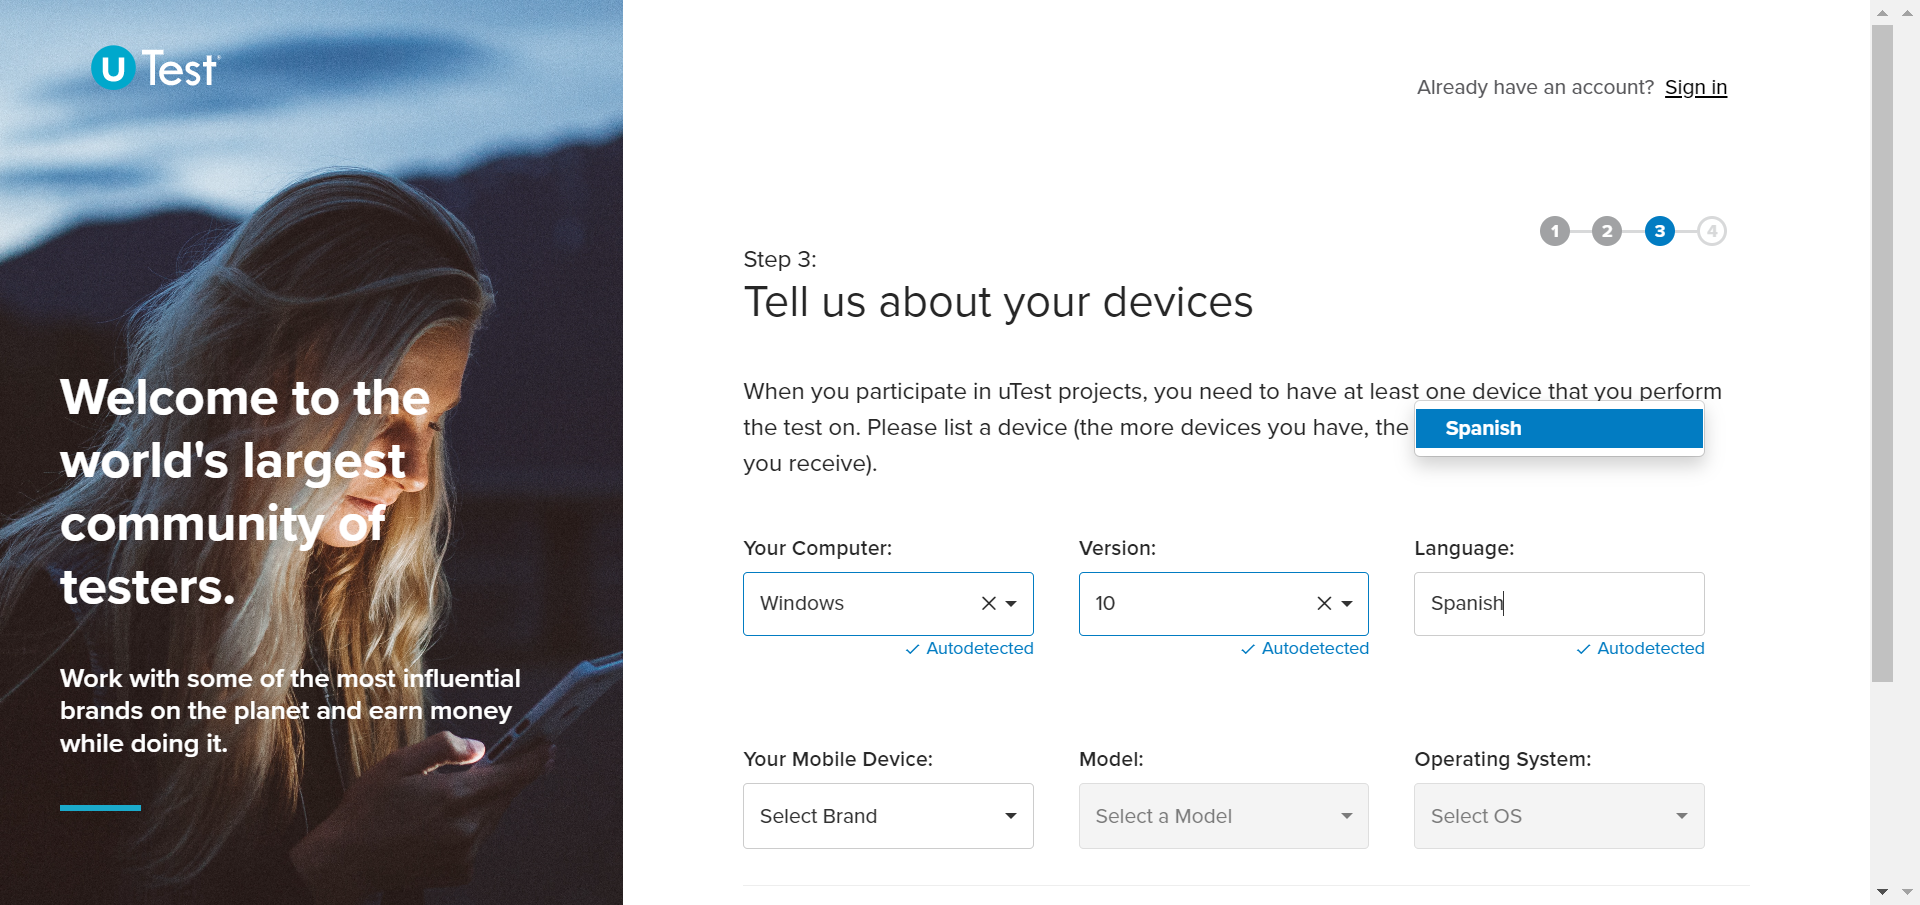 u Test
Welcome to the
world's largest
community of
testers.
Work with some of the most influential
brands on the planet and earn money
while doing it.
Already have an account? Sign in
1 2 3 4
Step 3:
Tell us about your devices
When you participate in uTest projects, you need to have at least one device that you perform
the test on. Please list a device (the more devices you have, the
you receive).
Spanish
Your Computer: Version: Language:
Windows 10 Spanish
Autodetected Autodetected Autodetected
Your Mobile Device: Model: Operating System:
Select Brand Select a Model Select OS